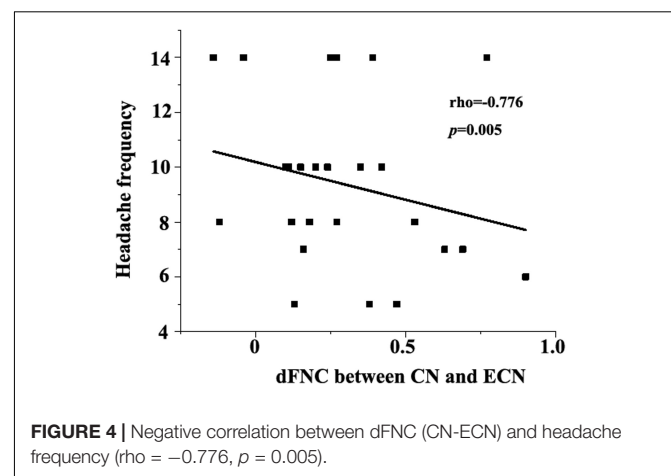 14
12
10
8
6
4
Headache frequency
rho=-0.776
p=0.005
0
0.5
1.0
dFNC between CN and ECN
FIGURE 4 | Negative correlation between dFNC (CN-ECN) and headache
frequency (rho = −0.776, p = 0.005).